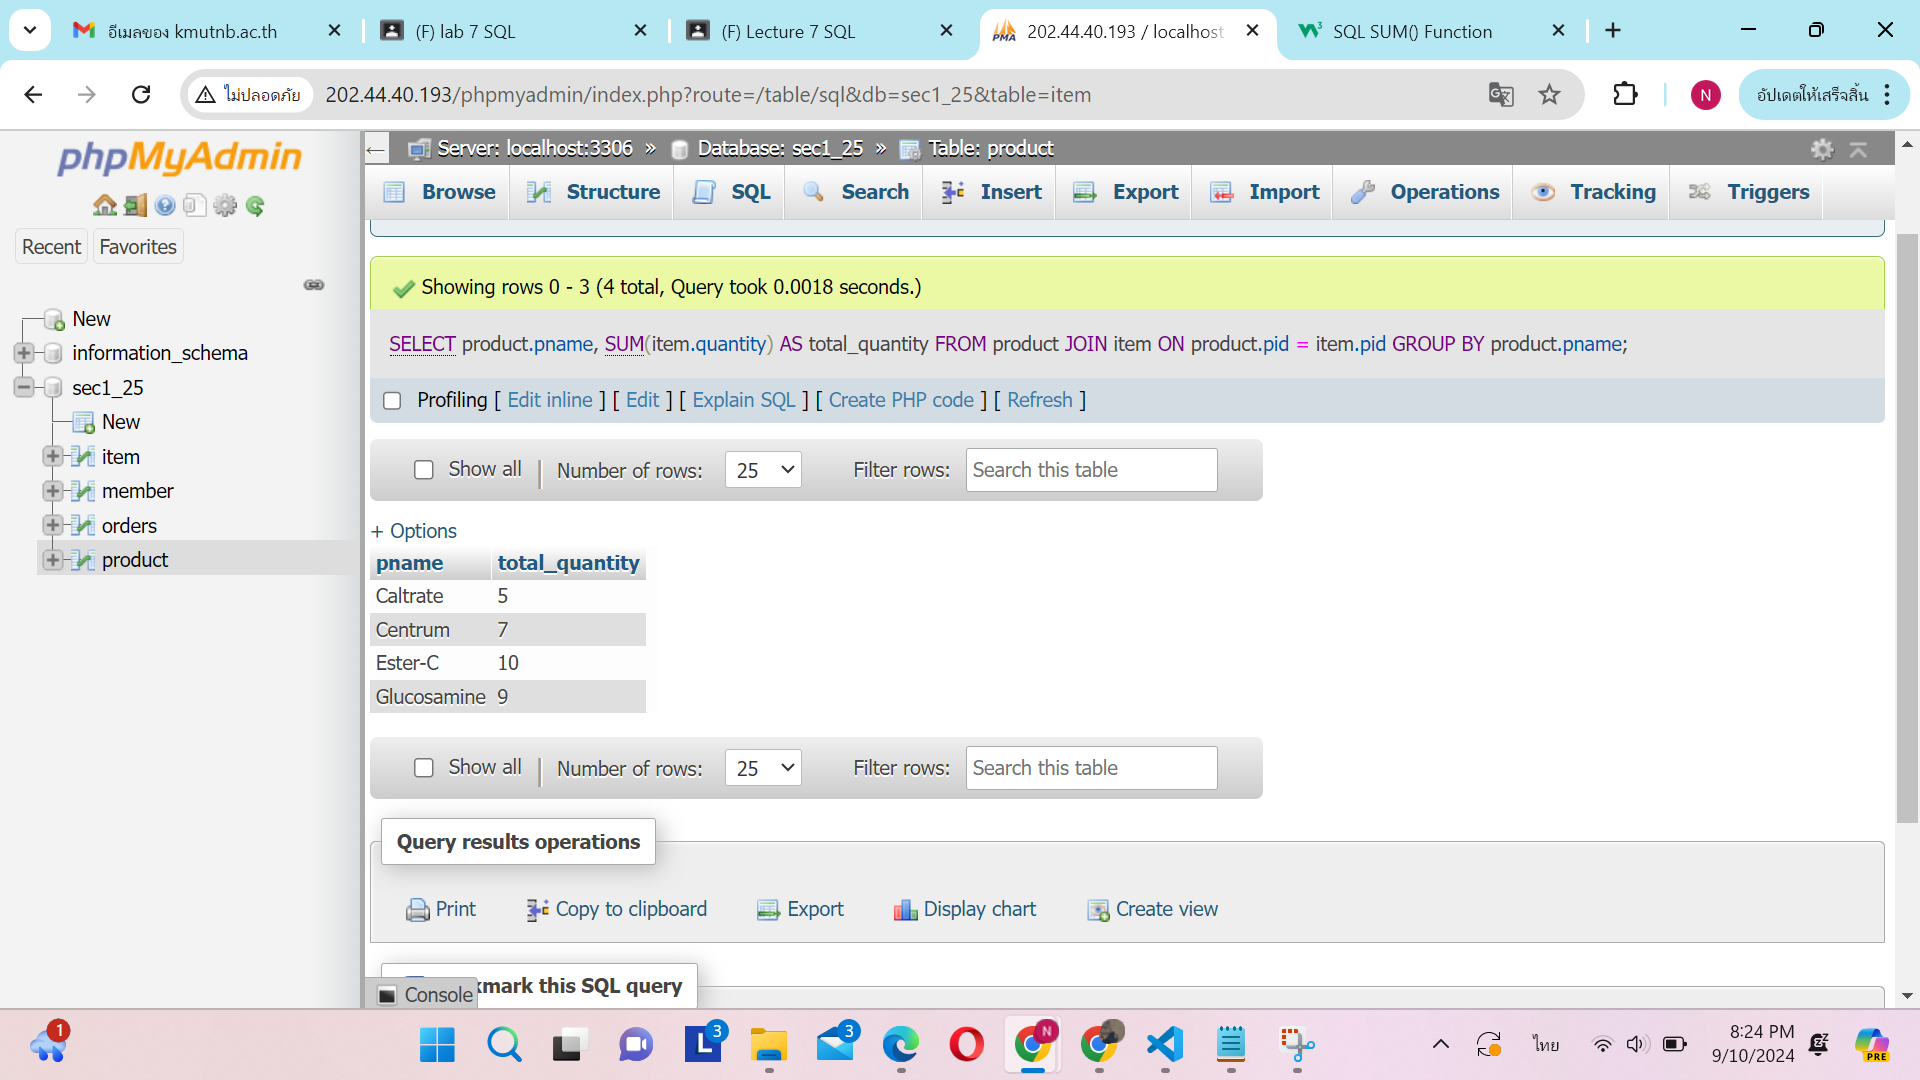 อีเมลของ kmutnb.ac.th
(F) lab 7 SQL
(F) Lecture 7 SQL
PMA 202.44.40.193 / localhost
W3 SQL SUM() Function
ไม่ปลอดภัย 202.44.40.193/phpmyadmin/index.php?route=/table/sql&db=sec1_25&table=item
N
อัปเดตให้เสร็จสิ้น
phpMyAdmin
Recent Favorites
New
information_schema
sec1_25
New
item
member
orders
product
Server: localhost:3306 » Database: sec1_25 » Table: product
Browse Structure SQL Search Insert Export Import Operations Tracking Triggers
Showing rows 0 - 3 (4 total, Query took 0.0018 seconds.)
SELECT product.pname, SUM(item.quantity) AS total_quantity FROM product JOIN item ON product.pid = item.pid GROUP BY product.pname;
Profiling [ Edit inline ] [ Edit ] [ Explain SQL ] [ Create PHP code ] [ Refresh ]
Show all | Number of rows: 25 Filter rows: Search this table
+ Options
pname total_quantity
Caltrate 5
Centrum 7
Ester-C 10
Glucosamine 9
Show all | Number of rows: 25 Filter rows: Search this table
Query results operations
Print Copy to clipboard Export Display chart Create view
Console
kmark this SQL query
1
L 3
3
N
ไทย
8:24 PM
9/10/2024
PRE